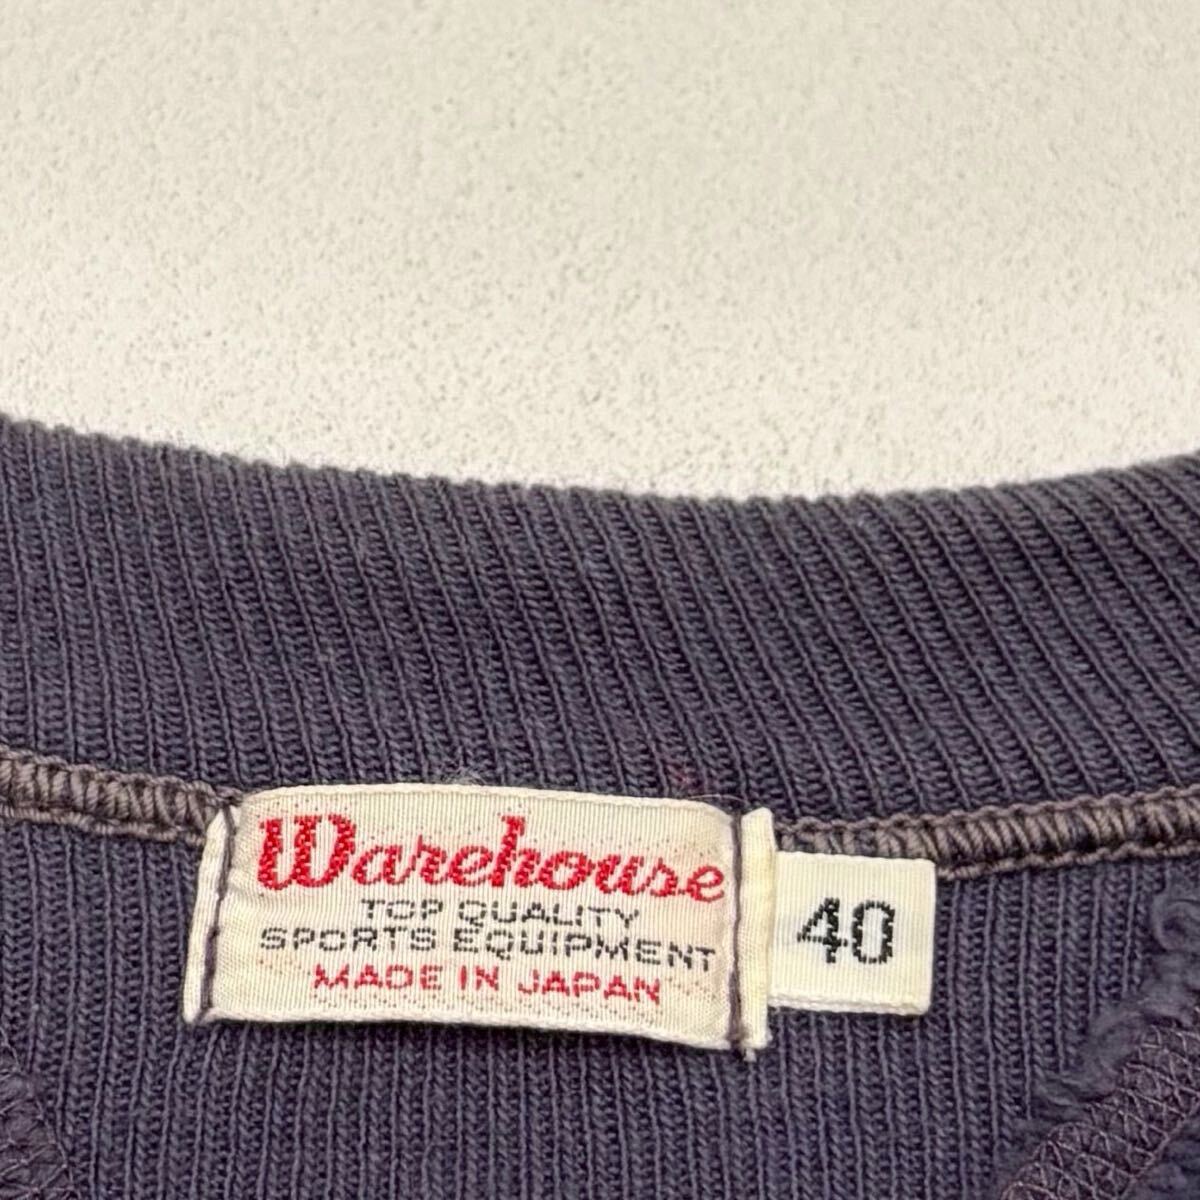 Warehouse
TOP QUALITY
SPORTS EQUIPMENT
MADE IN JAPAN
40